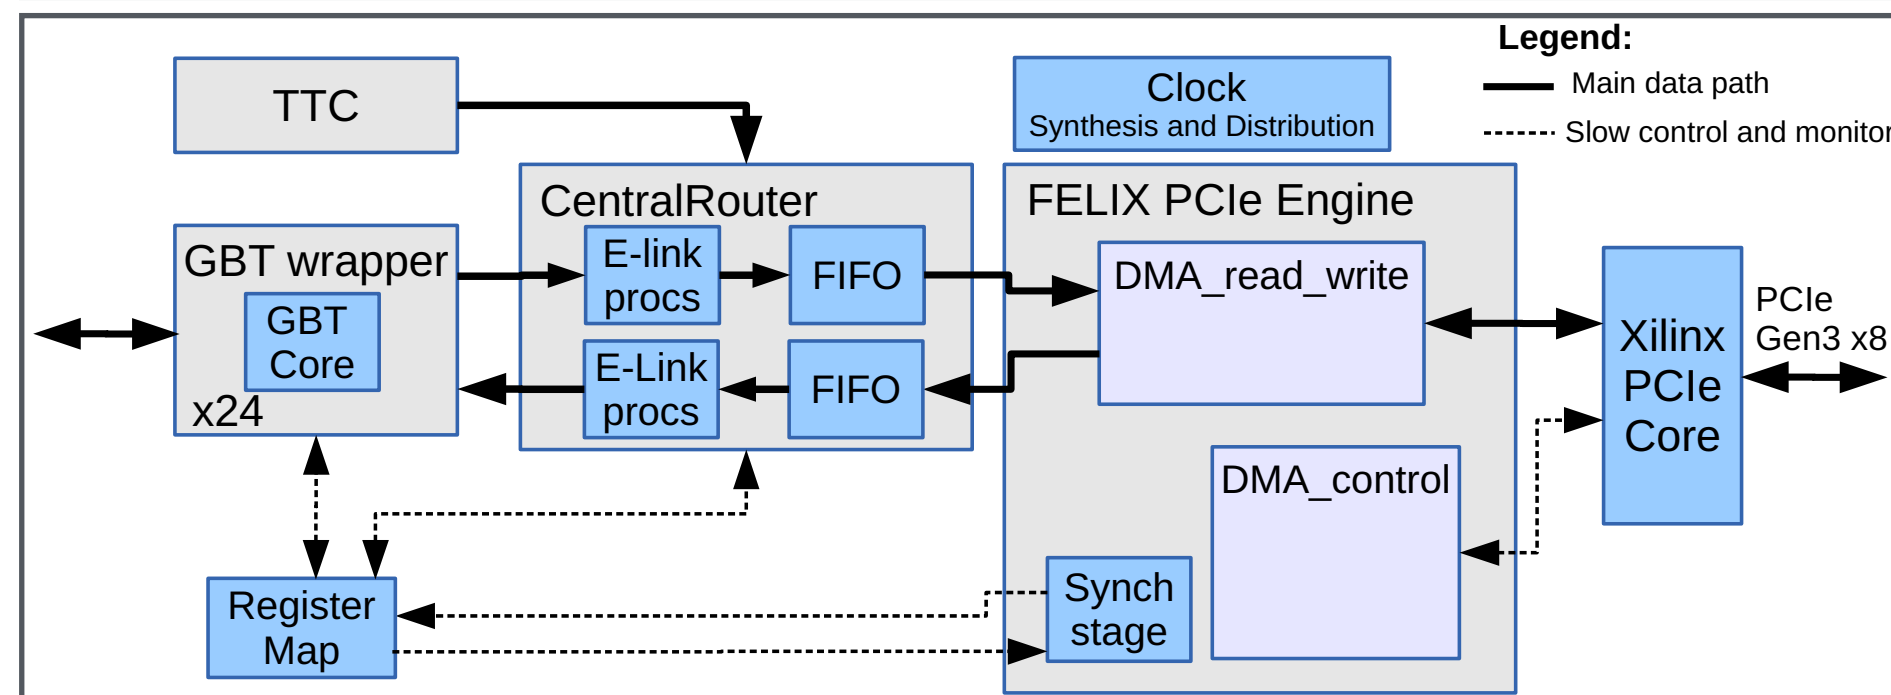 Legend:
Main data path
Slow control and monitor
TTC
Clock
Synthesis and Distribution
CentralRouter
FELIX PCIe Engine
GBT wrapper
GBT
Core
x24
E-link
procs
FIFO
E-Link
procs
FIFO
DMA_read_write
DMA_control
Xilinx
PCIe
Core
PCIe
Gen3 x8
Synch
stage
Register
Map